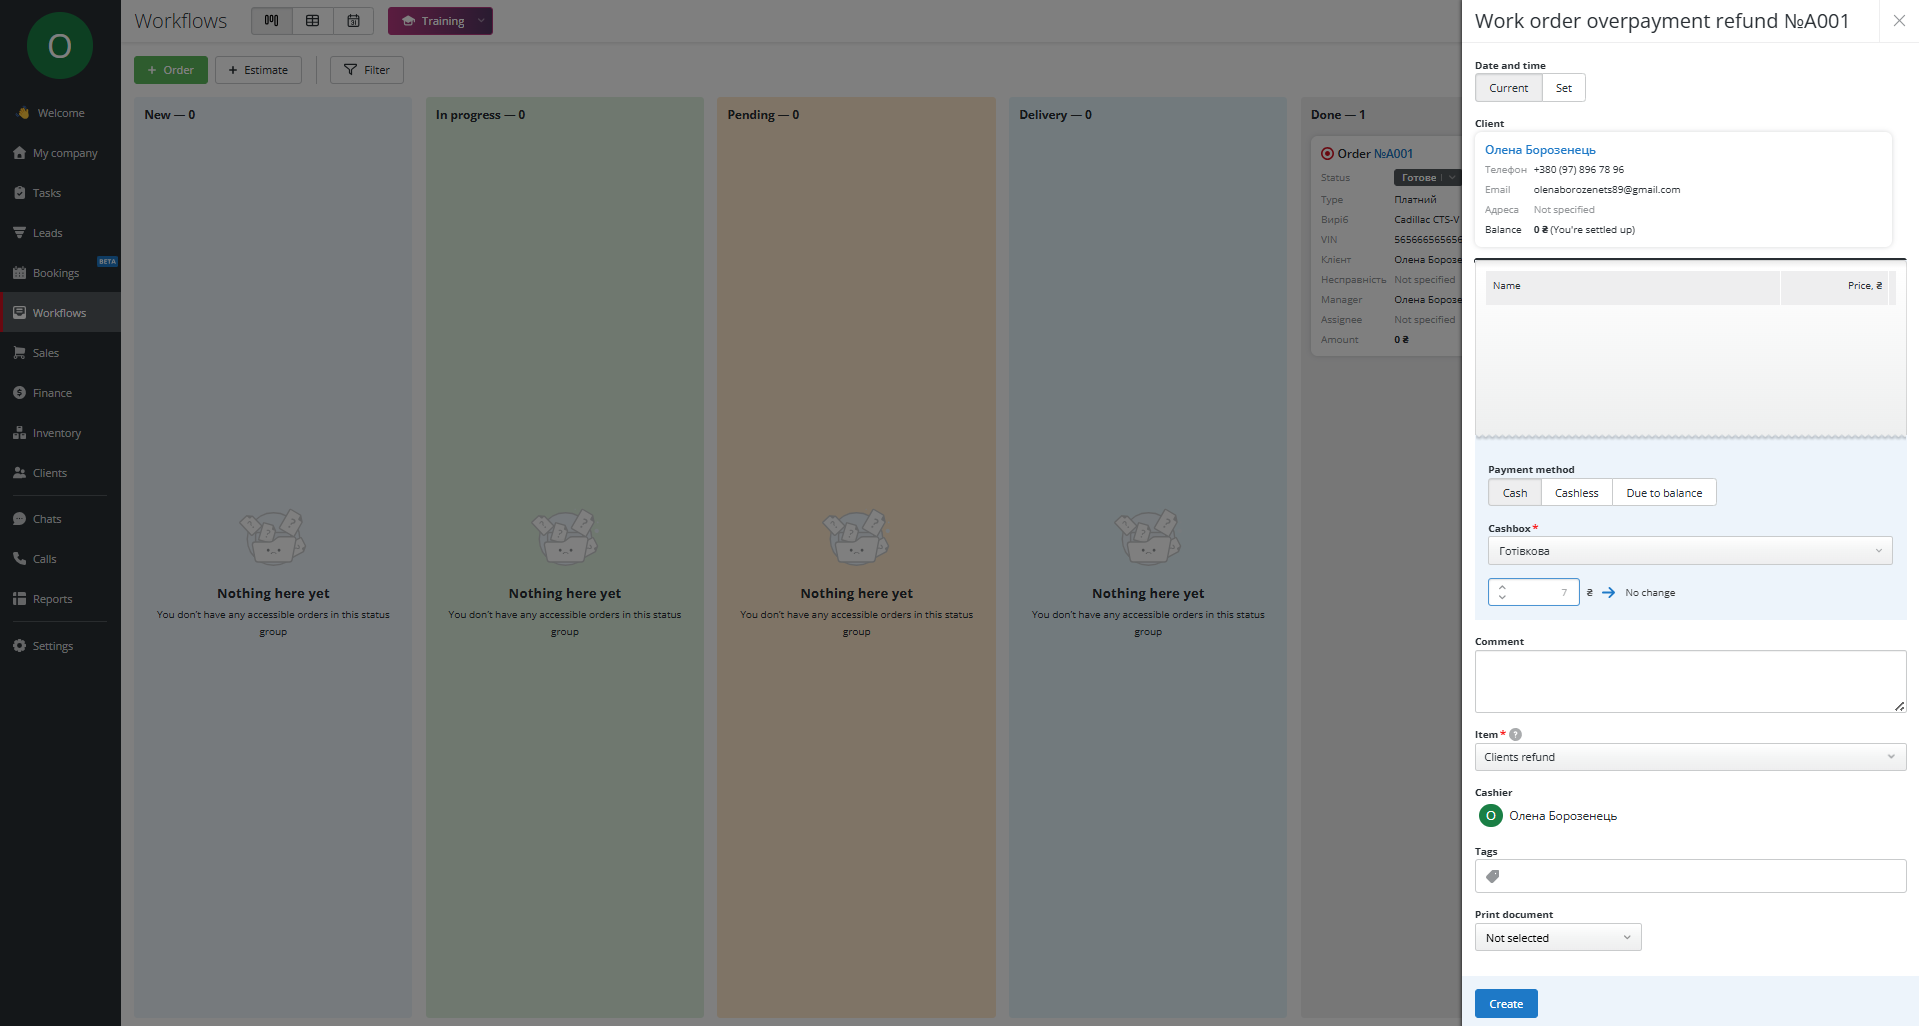 O
Welcome
My company
Tasks
Leads
Bookings
BETA
Workflows
Sales
Finance
Inventory
Clients
Chats
Calls
Reports
Settings
Workflows
Training
+ Order
+ Estimate
Filter
New — 0
Nothing here yet
You don't have any accessible orders in this status
group
In progress — 0
Nothing here yet
You don't have any accessible orders in this status
group
Pending — 0
Nothing here yet
You don't have any accessible orders in this status
group
Delivery — 0
Nothing here yet
You don't have any accessible orders in this status
group
Done — 1
Order №A001
Status Готове
Type Платний
Виріб Cadillac CTS-V
VIN 565666565656
Клієнт Олена Борозе
Несправність Not specified
Manager Олена Борозе
Assignee Not specified
Amount 0 ₴
Work order overpayment refund №A001
Date and time
Current Set
Client
Олена Борозенець
Телефон +380 (97) 896 78 96
Email olenaborozenets89@gmail.com
Адреса Not specified
Balance 0 ₴ (You're settled up)
Name Price, ₴
Payment method
Cash Cashless Due to balance
Cashbox*
Готівкова
7 ₴ → No change
Comment
Item* ?
Clients refund
Cashier
O Олена Борозенець
Tags
Print document
Not selected
Create